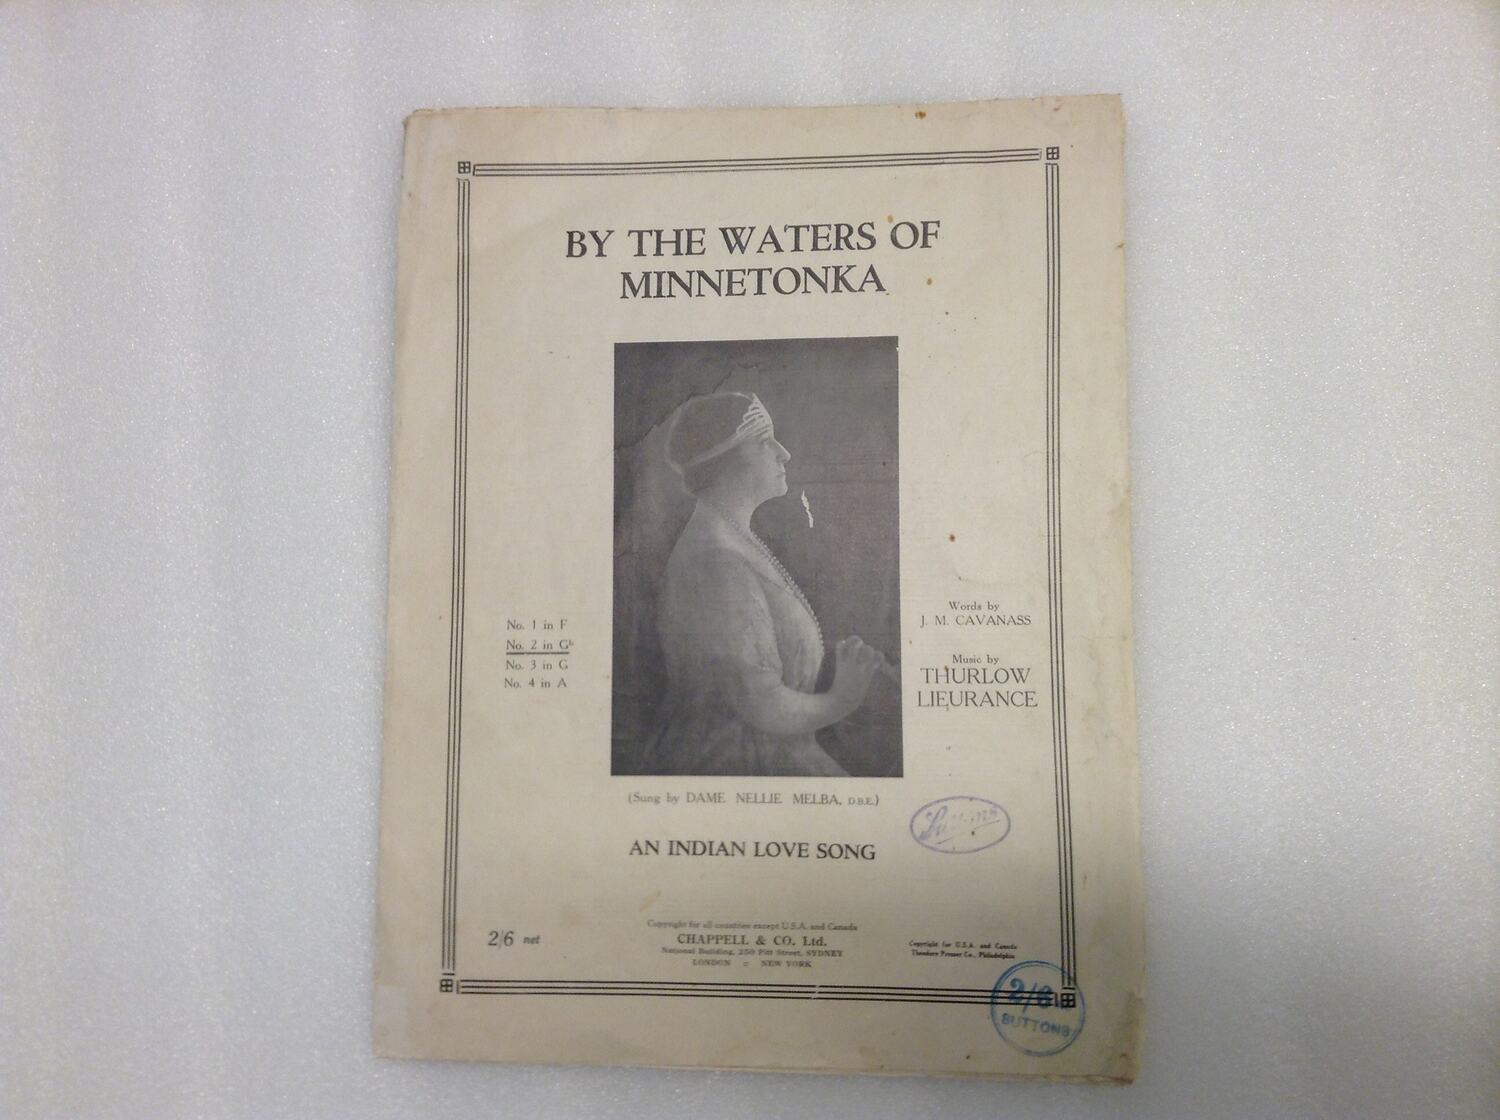 BY THE WATERS OF
MINNETONKA
No. 1 in F
No. 2 in G♭
No. 3 in G
No. 4 in A
Words by
J. M. CAVANASS
Music by
THURLOW
LIEURANCE
(Sung by DAME NELLIE MELBA, D.B.E.)
AN INDIAN LOVE SONG
2/6 net
Copyright for all countries except U.S.A. and Canada
CHAPPELL & CO. Ltd.
National Building, 250 Pitt Street, SYDNEY
LONDON : NEW YORK
Copyright for U.S.A. and Canada
Theodore Presser Co., Philadelphia
2/6